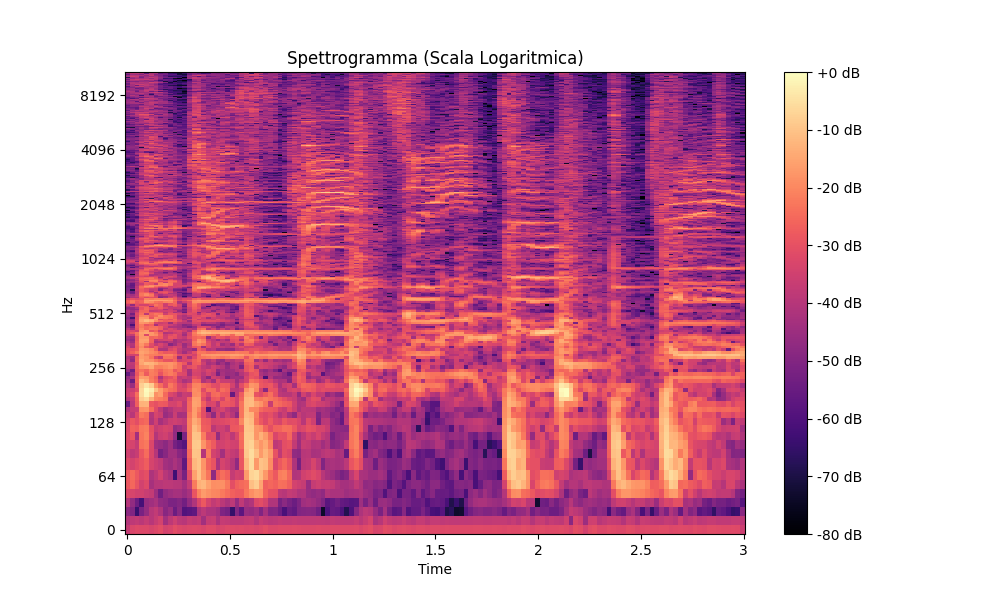 Spettrogramma (Scala Logaritmica)
Hz
8192
4096
2048
1024
512
256
128
64
0
0
0.5
1
1.5
2
2.5
3
Time
+0 dB
-10 dB
-20 dB
-30 dB
-40 dB
-50 dB
-60 dB
-70 dB
-80 dB